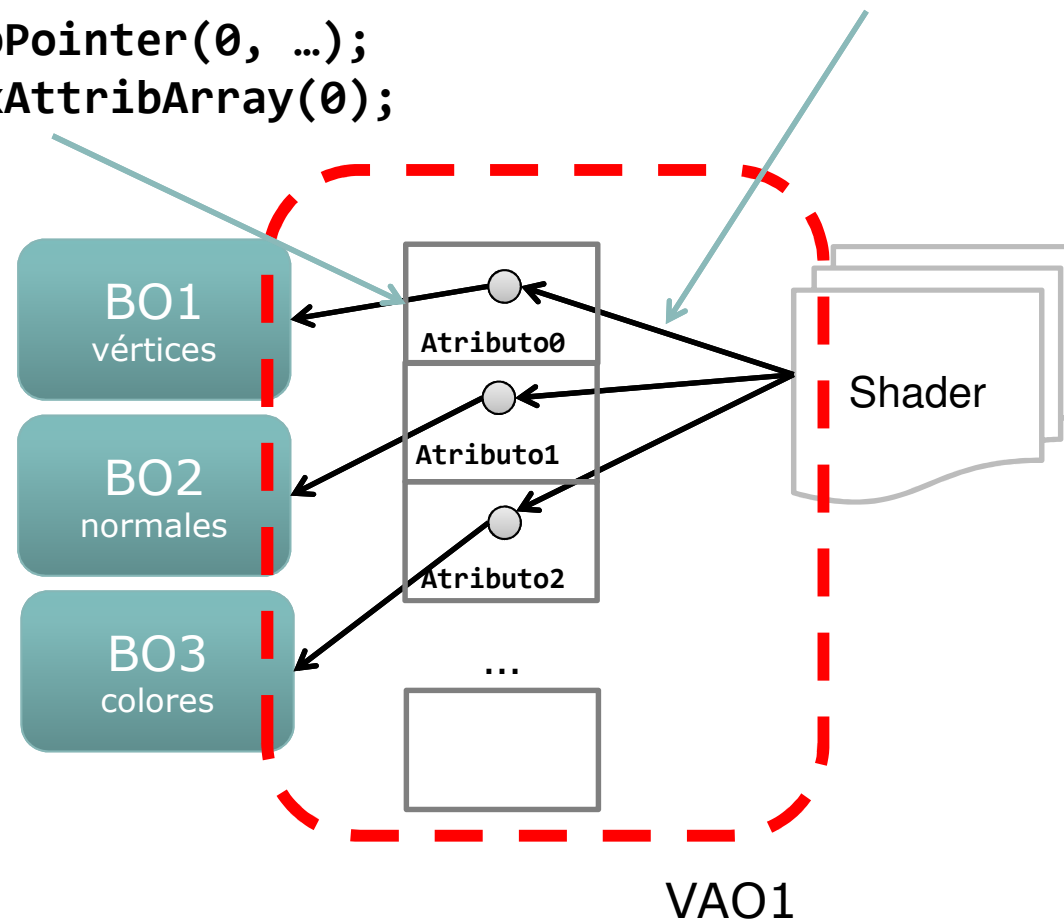 oPointer(0, …);
xAttribArray(0);
BO1
vértices
Atributo0
Shader
Atributo1
BO2
normales
Atributo2
BO3
colores
...
VAO1